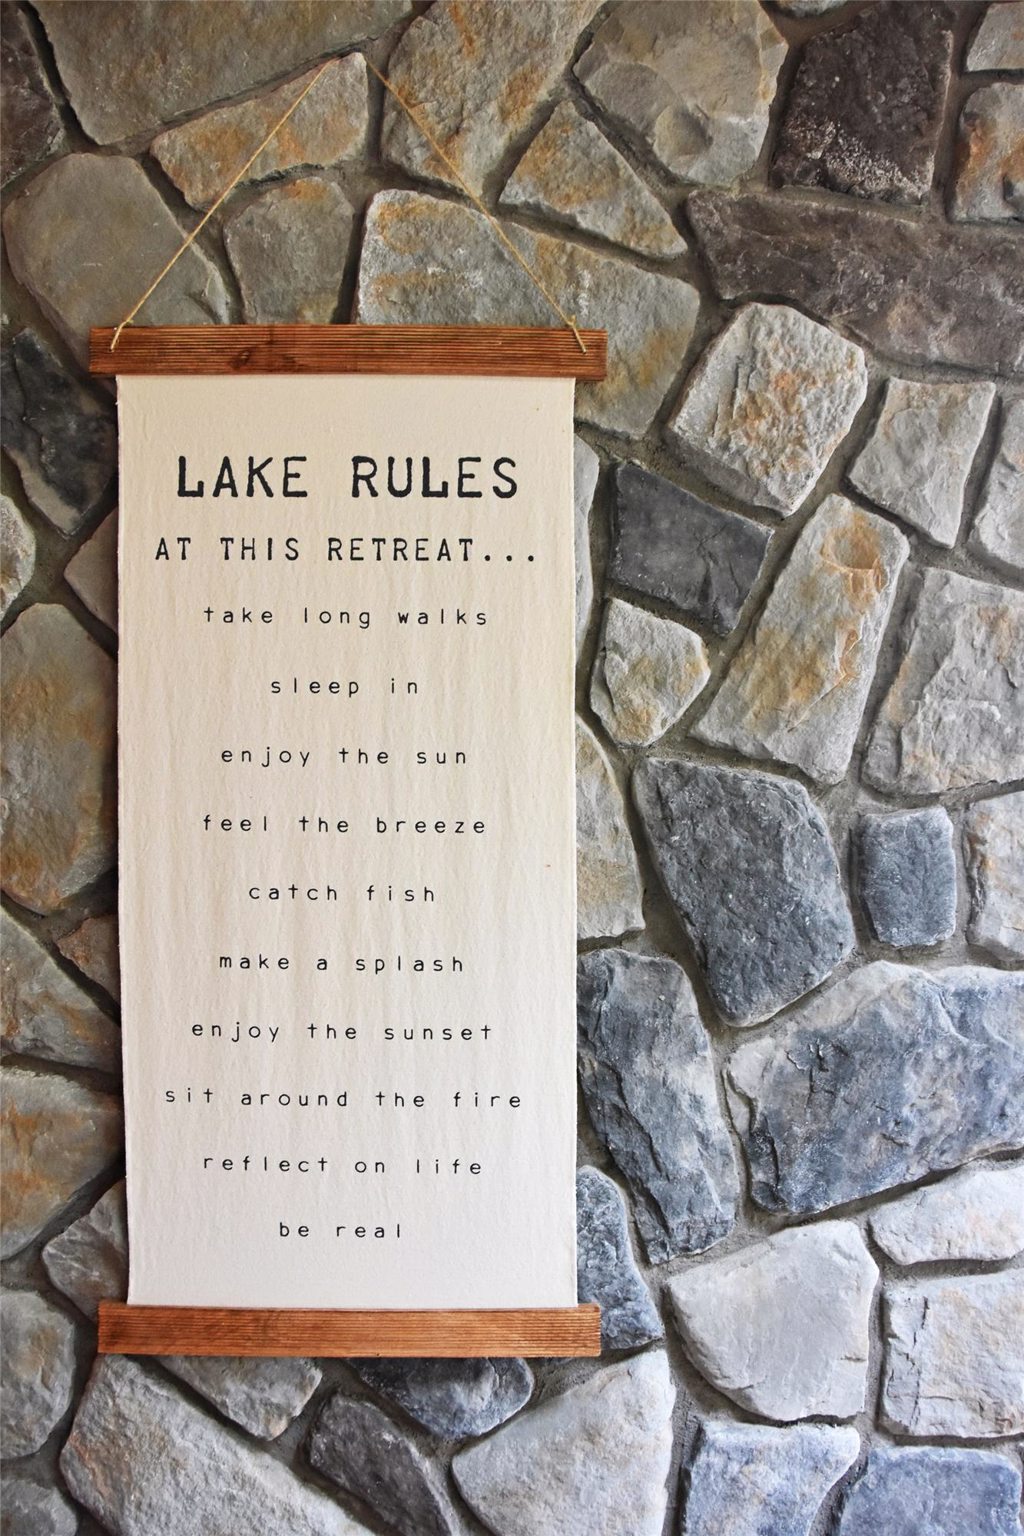 LAKE RULES
AT THIS RETREAT...
take long walks
sleep in
enjoy the sun
feel the breeze
catch fish
make a splash
enjoy the sunset
sit around the fire
reflect on life
be real